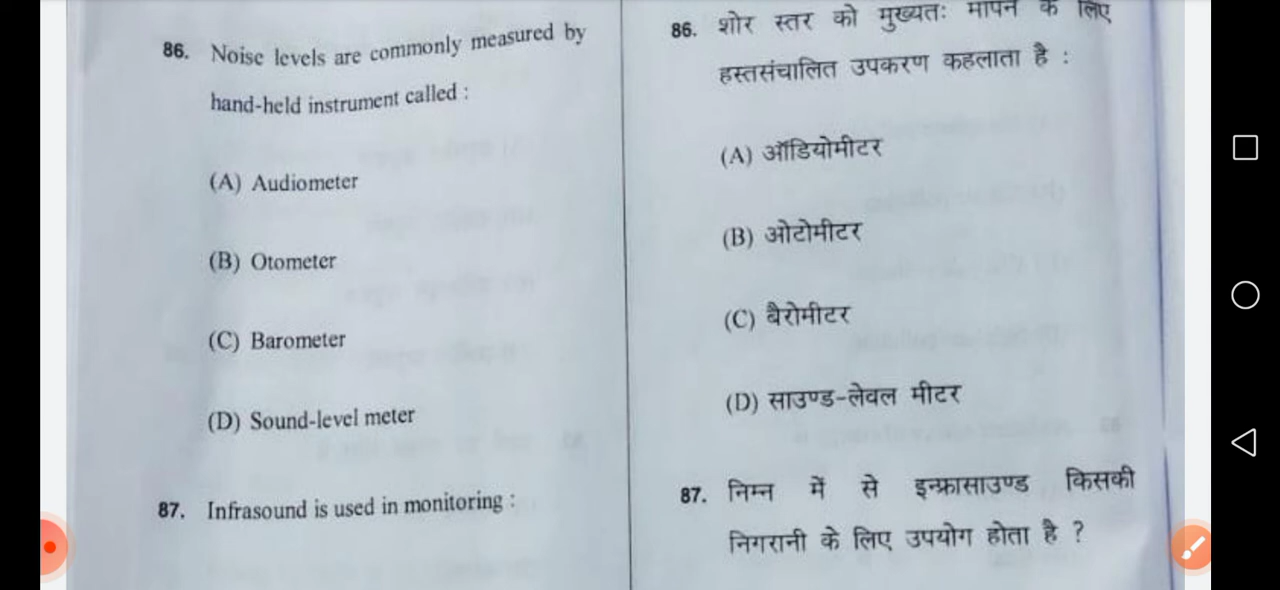 86. Noise levels are commonly measured by
hand-held instrument called :
(A) Audiometer
(B) Otometer
(C) Barometer
(D) Sound-level meter
87. Infrasound is used in monitoring :
86. शोर स्तर को मुख्यतः मापने के लिए
हस्तसंचालित उपकरण कहलाता है :
(A) ऑडियोमीटर
(B) ओटोमीटर
(C) बैरोमीटर
(D) साउण्ड-लेवल मीटर
87. निम्न में से इन्फ्रासाउण्ड किसकी
निगरानी के लिए उपयोग होता है ?